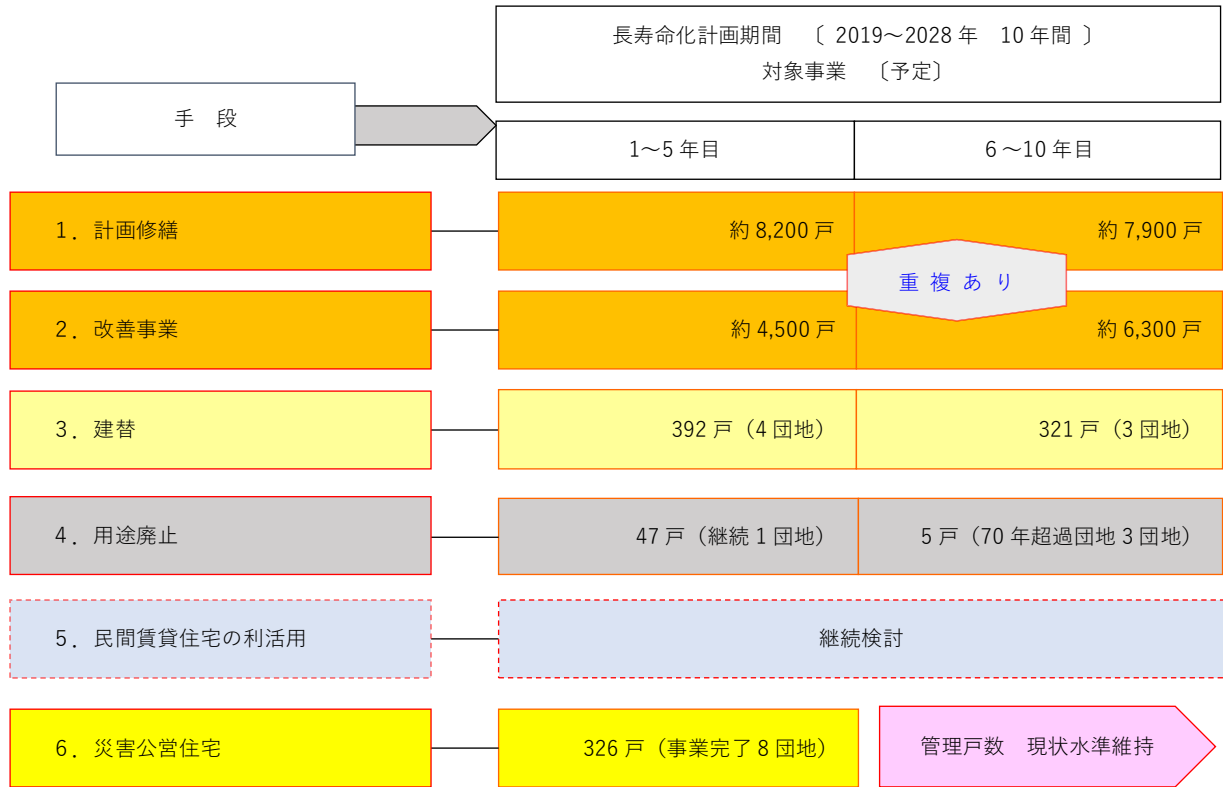 長寿命化計画期間　〔 2019～2028 年　10 年間 〕
対象事業　〔予定〕
手　段
1～5 年目
6 ～10 年目
1．計画修繕
約 8,200 戸
約 7,900 戸
重 複 あ り
2．改善事業
約 4,500 戸
約 6,300 戸
3．建替
392 戸（4 団地）
321 戸（3 団地）
4．用途廃止
47 戸（継続 1 団地）
5 戸（70 年超過団地 3 団地）
5．民間賃貸住宅の利活用
継続検討
6．災害公営住宅
326 戸（事業完了 8 団地）
管理戸数　現状水準維持